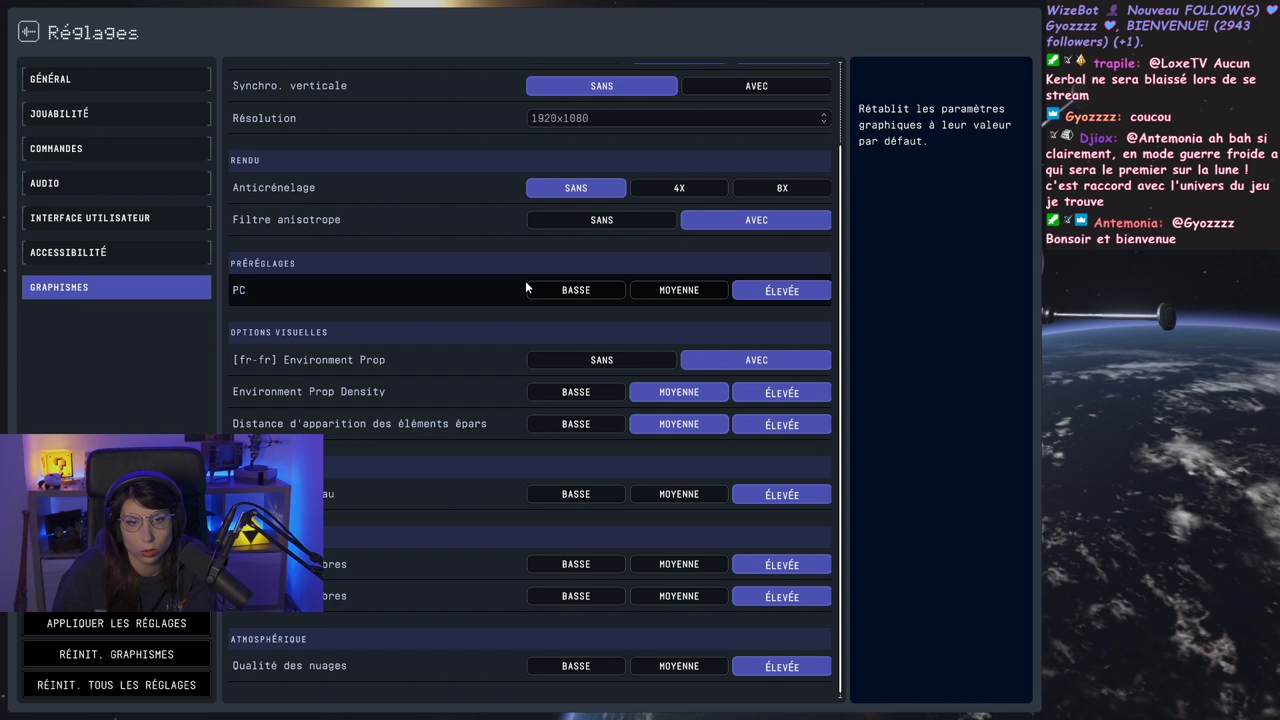 Réglages
GÉNÉRAL
JOUABILITÉ
COMMANDES
AUDIO
INTERFACE UTILISATEUR
ACCESSIBILITÉ
GRAPHISMES
APPLIQUER LES RÉGLAGES
RÉINIT. GRAPHISMES
RÉINIT. TOUS LES RÉGLAGES
Synchro. verticale SANS AVEC
Résolution 1920x1080
RENDU
Anticrénelage SANS 4X 8X
Filtre anisotrope SANS AVEC
PRÉRÉGLAGES
PC BASSE MOYENNE ÉLEVÉE
OPTIONS VISUELLES
[fr-fr] Environment Prop SANS AVEC
Environment Prop Density BASSE MOYENNE ÉLEVÉE
Distance d'apparition des éléments épars BASSE MOYENNE ÉLEVÉE
au BASSE MOYENNE ÉLEVÉE
bres BASSE MOYENNE ÉLEVÉE
bres BASSE MOYENNE ÉLEVÉE
ATMOSPHÉRIQUE
Qualité des nuages BASSE MOYENNE ÉLEVÉE
Rétablit les paramètres
graphiques à leur valeur
par défaut.
WizeBot Nouveau FOLLOW(S)
Gyozzzz , BIENVENUE! (2943
followers) (+1).
trapile: @LoxeTV Aucun
Kerbal ne sera blaissé lors de se
stream
Gyozzzz: coucou
Djiox: @Antemonia ah bah si
clairement, en mode guerre froide a
qui sera le premier sur la lune !
c'est raccord avec l'univers du jeu
je trouve
Antemonia: @Gyozzzz
Bonsoir et bienvenue